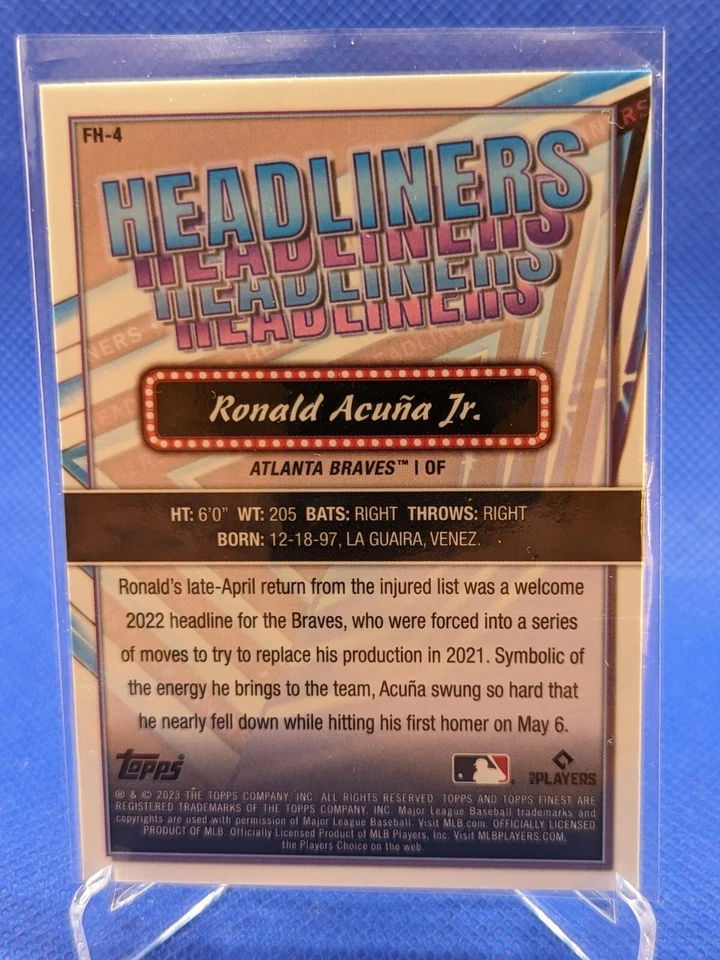 FH-4
HEADLINERS
HEADLINERS
HEADLINERS
HEADLINERS
Ronald Acuña Jr.
ATLANTA BRAVES™ | OF
HT: 6'0" WT: 205 BATS: RIGHT THROWS: RIGHT
BORN: 12-18-97, LA GUAIRA, VENEZ.
Ronald's late-April return from the injured list was a welcome
2022 headline for the Braves, who were forced into a series
of moves to try to replace his production in 2021. Symbolic of
the energy he brings to the team, Acuña swung so hard that
he nearly fell down while hitting his first homer on May 6.
Topps®
PLAYERS
® & © 2023 THE TOPPS COMPANY, INC. ALL RIGHTS RESERVED. TOPPS AND TOPPS FINEST ARE
REGISTERED TRADEMARKS OF THE TOPPS COMPANY, INC. Major League Baseball trademarks and
copyrights are used with permission of Major League Baseball. Visit MLB.com. OFFICIALLY LICENSED
PRODUCT OF MLB. Officially Licensed Product of MLB Players, Inc. Visit MLBPLAYERS.COM,
the Players Choice on the web.